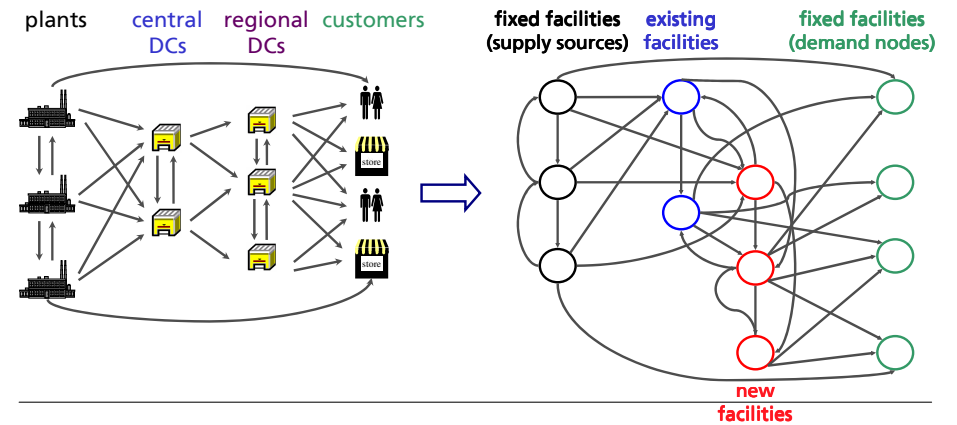 plants
central
DCs
regional
DCs
customers
fixed facilities
(supply sources)
existing
facilities
fixed facilities
(demand nodes)
store
store
new
facilities